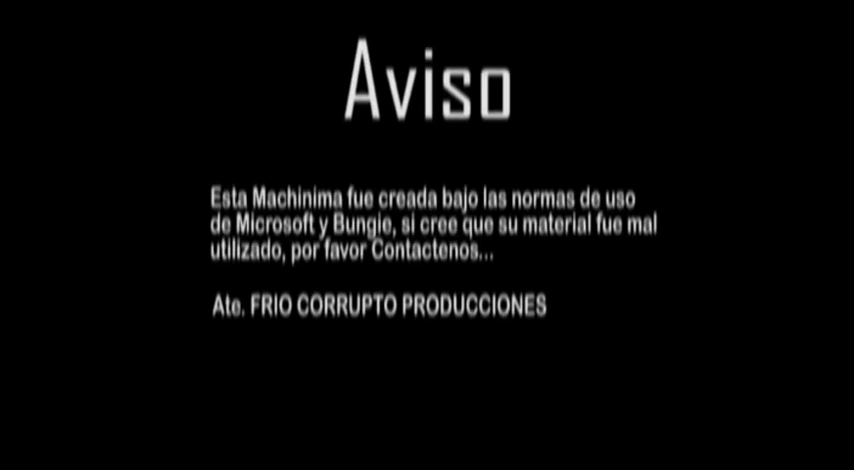 Aviso
Esta Machinima fue creada bajo las normas de uso
de Microsoft y Bungie, si cree que su material fue mal
utilizado, por favor Contactenos...
Ate. FRIO CORRUPTO PRODUCCIONES